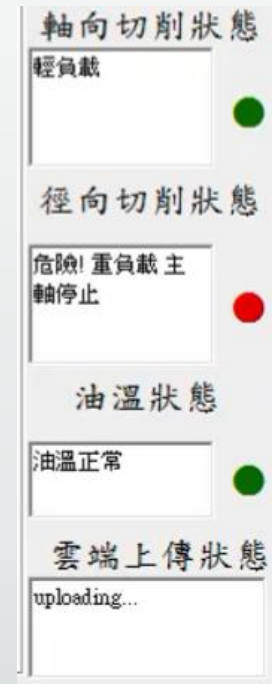 軸向切削狀態
輕負載
徑向切削狀態
危險! 重負載 主
軸停止
油溫狀態
油溫正常
雲端上傳狀態
uploading...